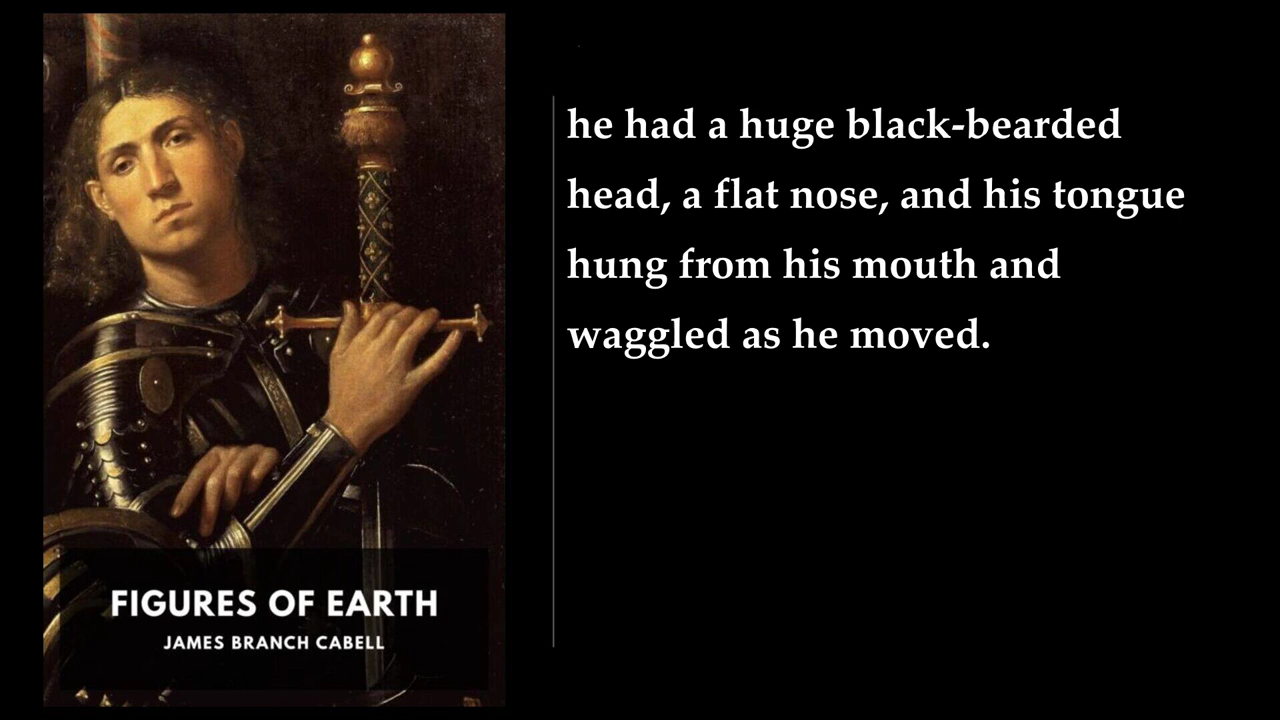 he had a huge black-bearded
head, a flat nose, and his tongue
hung from his mouth and
waggled as he moved.
FIGURES OF EARTH
JAMES BRANCH CABELL